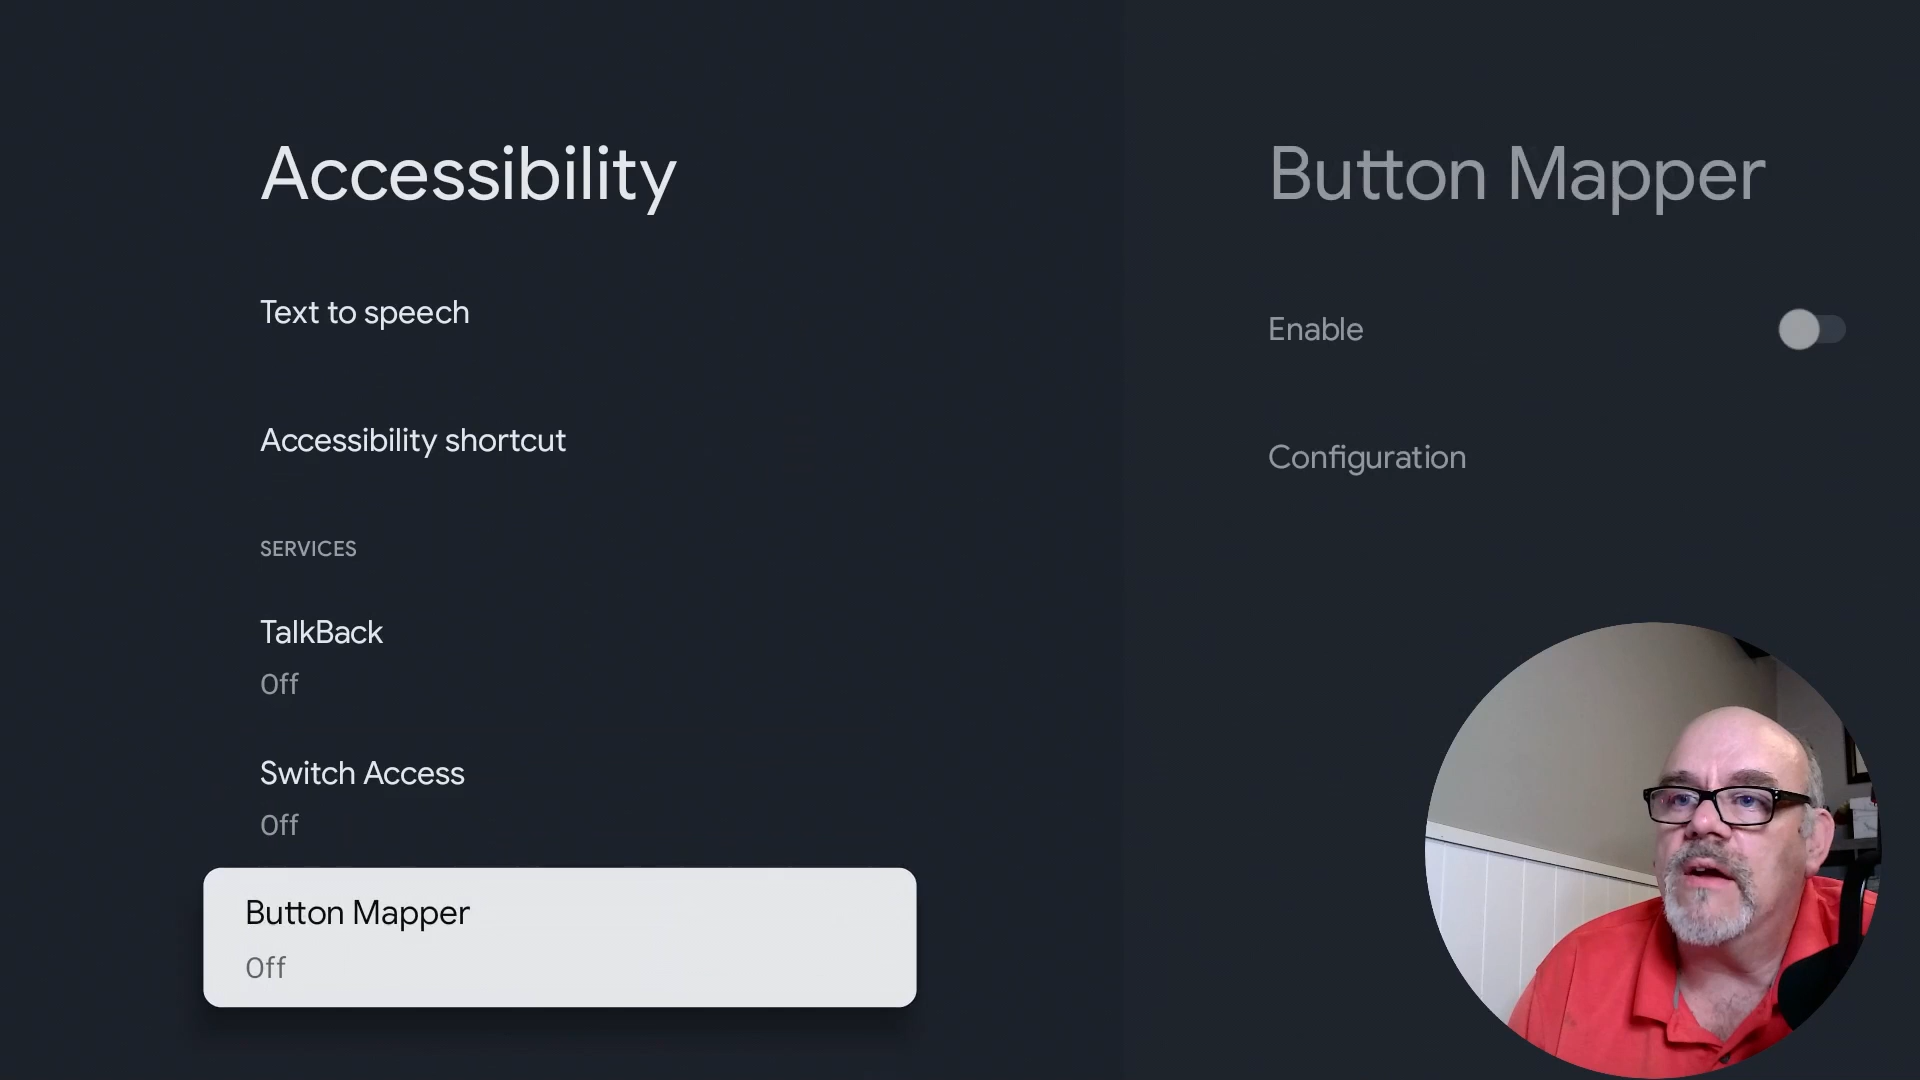 Accessibility
Text to speech
Accessibility shortcut
SERVICES
TalkBack
Off
Switch Access
Off
Button Mapper
Off
Button Mapper
Enable
Configuration